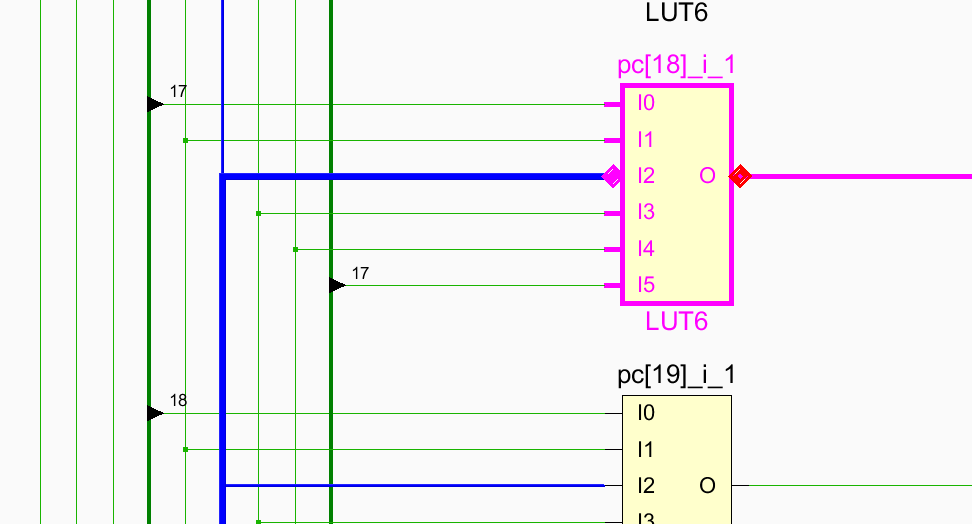 LUT6
pc[18]_i_1
17
I0
I1
I2 O
I3
I4
17
I5
LUT6
pc[19]_i_1
18
I0
I1
I2 O
I3